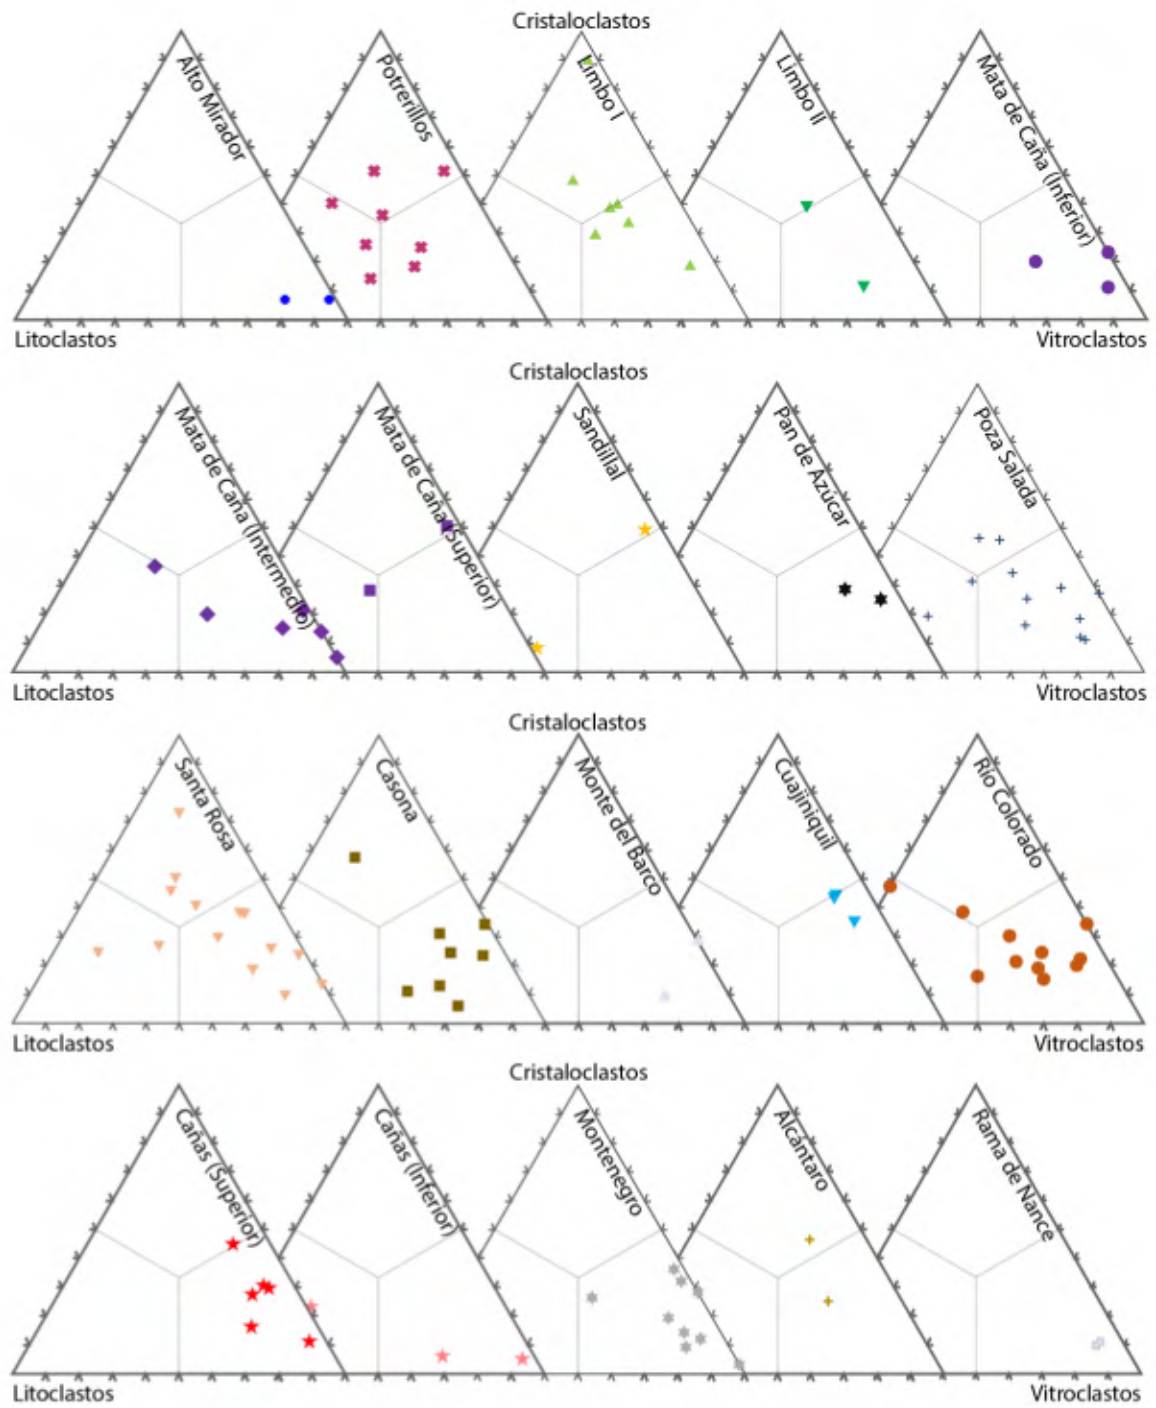 Cristaloclastos
Alto Mirador
Potrerillos
Limbo I
Limbo II
Mata de Caña (Inferior)
Litoclastos
Vitroclastos
Cristaloclastos
Mata de Caña (Intermedio)
Mata de Caña (Superior)
Sandillal
Pan de Azúcar
Poza Salada
Litoclastos
Vitroclastos
Cristaloclastos
Santa Rosa
Casona
Monte del Barco
Cuajiniquil
Río Colorado
Litoclastos
Vitroclastos
Cristaloclastos
Cañas (Superior)
Cañas (Inferior)
Montenegro
Alcántaro
Rama de Nance
Litoclastos
Vitroclastos